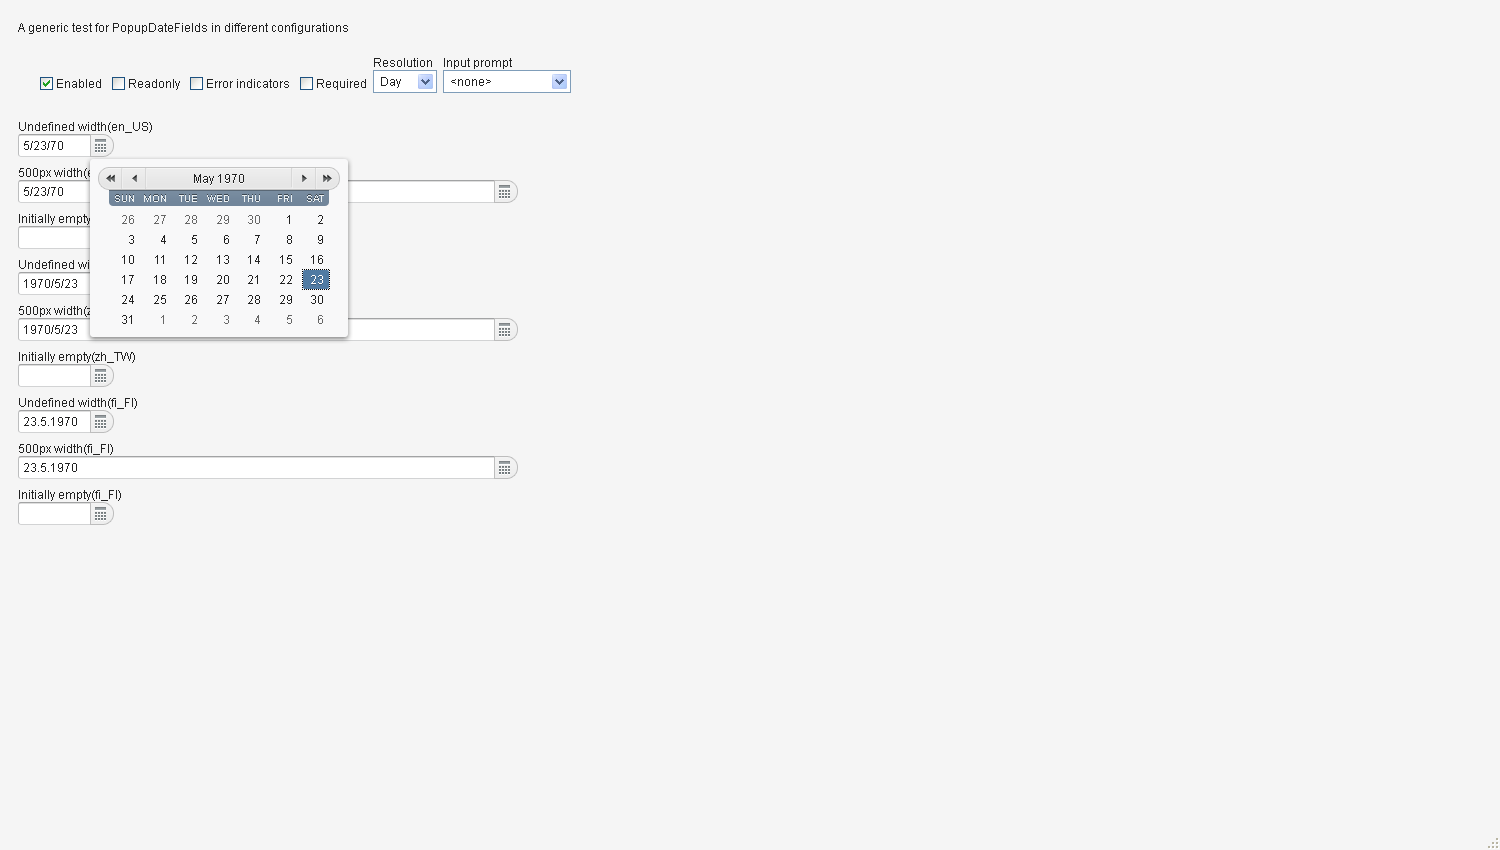 A generic test for PopupDateFields in different configurations
Resolution Input prompt
Enabled Readonly Error indicators Required Day <none>
Undefined width(en_US)
5/23/70
500px width(
5/23/70
Initially empty
Undefined wi
1970/5/23
500px width(
1970/5/23
May 1970
SUN MON TUE WED THU FRI SAT
26 27 28 29 30 1 2
3 4 5 6 7 8 9
10 11 12 13 14 15 16
17 18 19 20 21 22 23
24 25 26 27 28 29 30
31 1 2 3 4 5 6
Initially empty(zh_TW)
Undefined width(fi_FI)
23.5.1970
500px width(fi_FI)
23.5.1970
Initially empty(fi_FI)